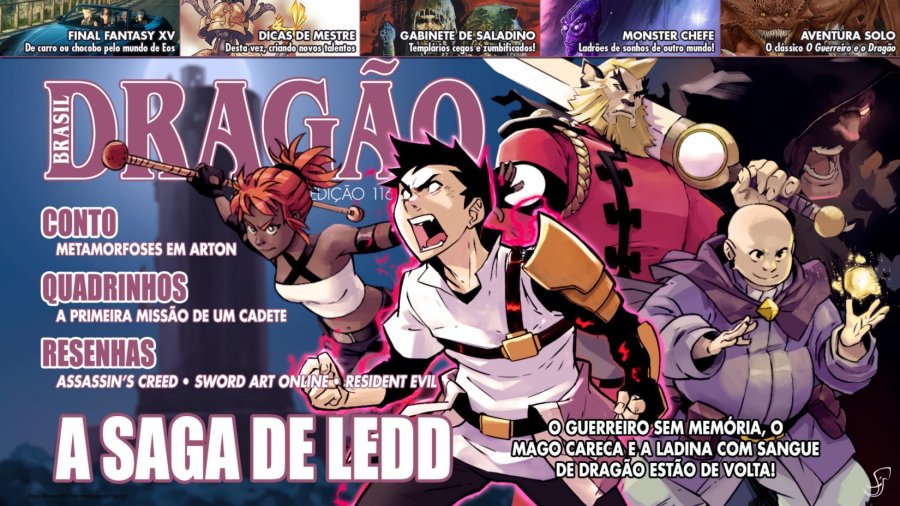 FINAL FANTASY XV
De carro ou chocobo pelo mundo de Eos
DICAS DE MESTRE
Desta vez, criando novos talentos
GABINETE DE SALADINO
Templários cegos e zumbificados!
MONSTER CHEFE
Ladrões de sonhos de outro mundo!
AVENTURA SOLO
O clássico O Guerreiro e o Dragão
DRAGÃO
BRASIL
EDIÇÃO 116
CONTO
METAMORFOSES EM ARTON
QUADRINHOS
A PRIMEIRA MISSÃO DE UM CADETE
RESENHAS
ASSASSIN'S CREED • SWORD ART ONLINE • RESIDENT EVIL
A SAGA DE LEDD
O GUERREIRO SEM MEMÓRIA, O
MAGO CARECA E A LADINA COM SANGUE
DE DRAGÃO ESTÃO DE VOLTA!